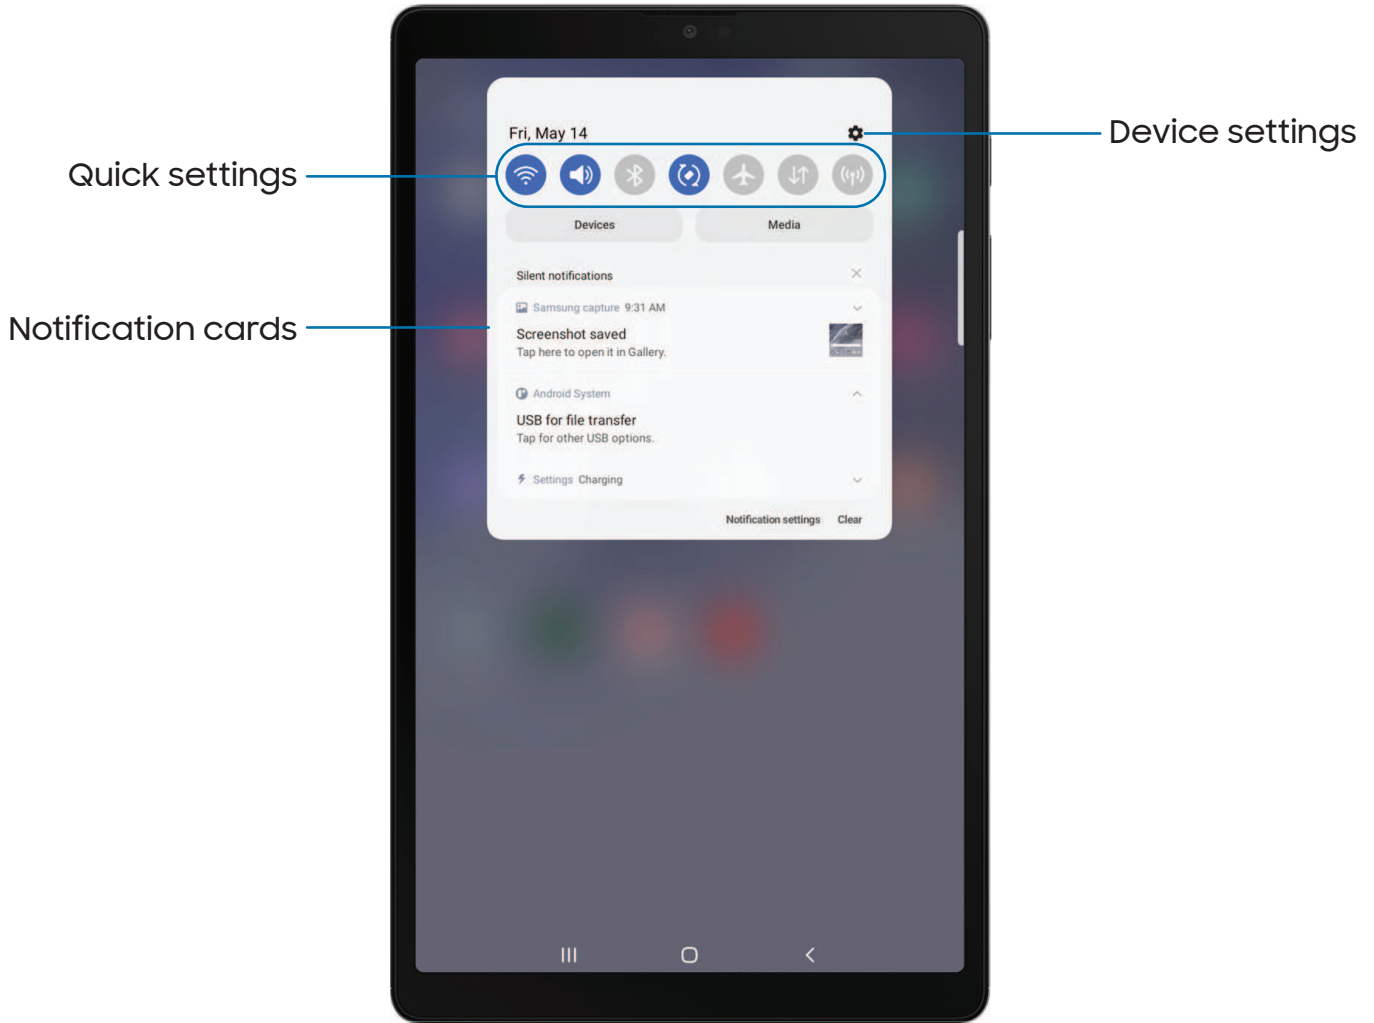 Fri, May 14
Device settings
Quick settings
Devices
Media
Silent notifications
Samsung capture 9:31 AM
Notification cards
Screenshot saved
Tap here to open it in Gallery.
Android System
USB for file transfer
Tap for other USB options.
Settings Charging
Notification settings Clear